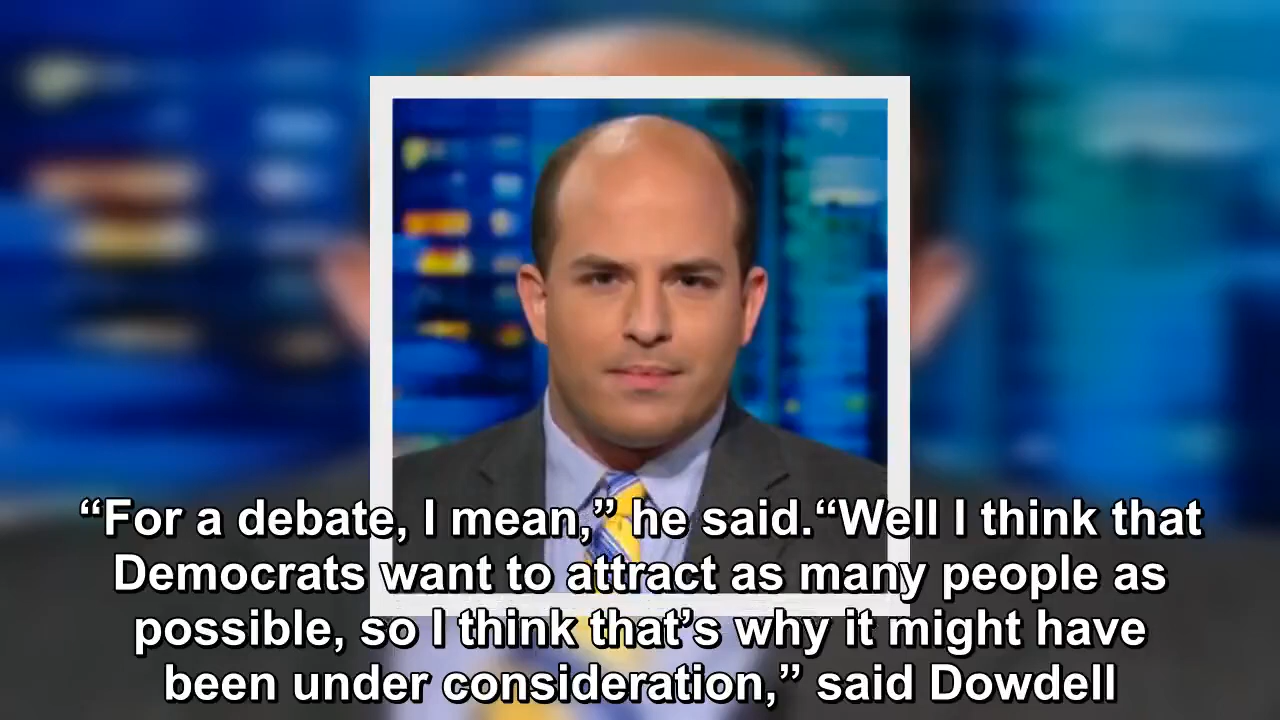 “For a debate, I mean,” he said.“Well I think that
Democrats want to attract as many people as
possible, so I think that’s why it might have
been under consideration,” said Dowdell